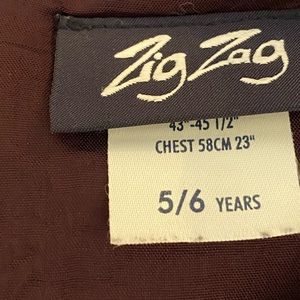 Zig Zag
43"-45 1/2"
CHEST 58CM 23"
5/6 YEARS